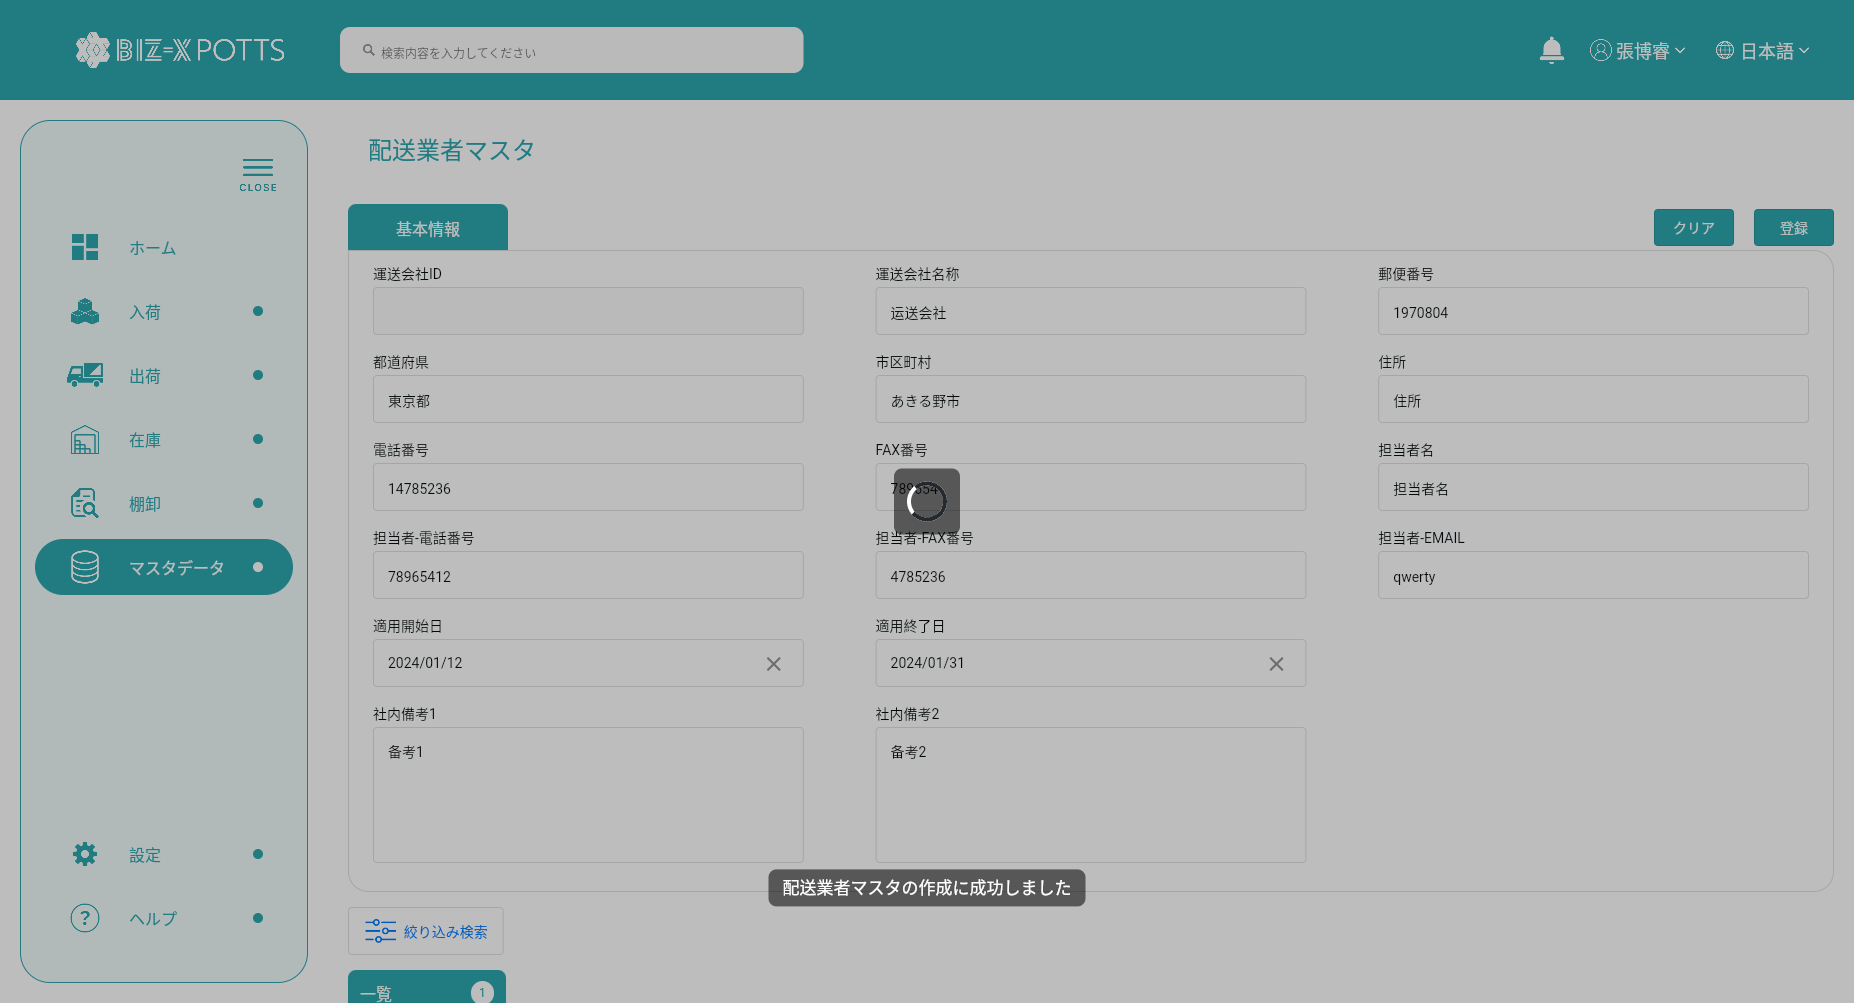 BIZ-X POTTS
検索内容を入力してください
張博睿
日本語
CLOSE
ホーム
入荷
出荷
在庫
棚卸
マスタデータ
設定
?
ヘルプ
配送業者マスタ
基本情報
クリア
登録
運送会社ID
運送会社名称
运送会社
郵便番号
1970804
都道府県
東京都
市区町村
あきる野市
住所
住所
電話番号
14785236
FAX番号
789654
担当者名
担当者名
担当者-電話番号
78965412
担当者-FAX番号
4785236
担当者-EMAIL
qwerty
適用開始日
2024/01/12
適用終了日
2024/01/31
社内備考1
备考1
社内備考2
备考2
配送業者マスタの作成に成功しました
絞り込み検索
一覧
1